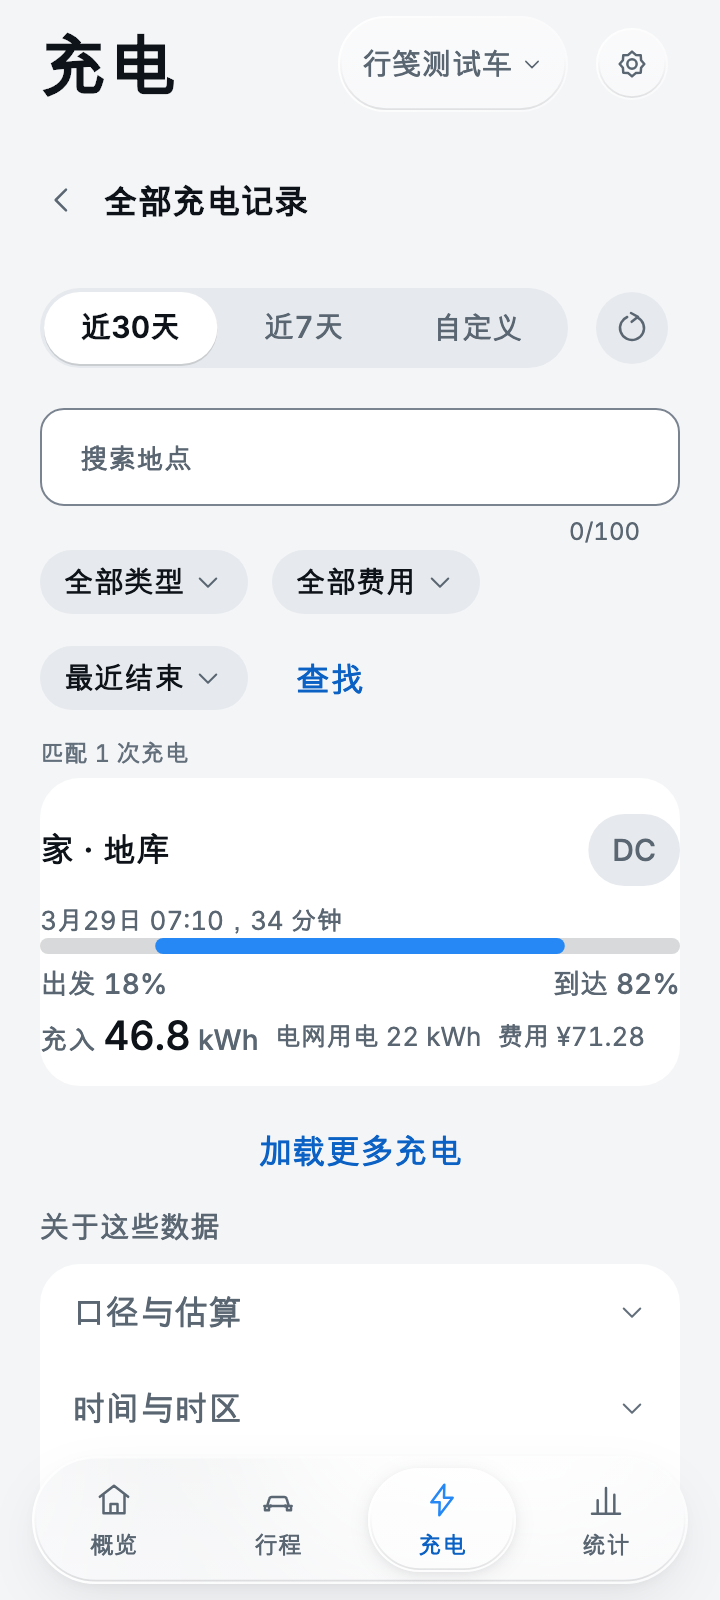 充电
行笺测试车
全部充电记录
近30天 近7天 自定义
搜索地点
0/100
全部类型 全部费用
最近结束 查找
匹配 1 次充电
家 · 地库 DC
3月29日 07:10，34 分钟
出发 18% 到达 82%
充入 46.8 kWh 电网用电 22 kWh 费用 ¥71.28
加载更多充电
关于这些数据
口径与估算
时间与时区
概览 行程 充电 统计